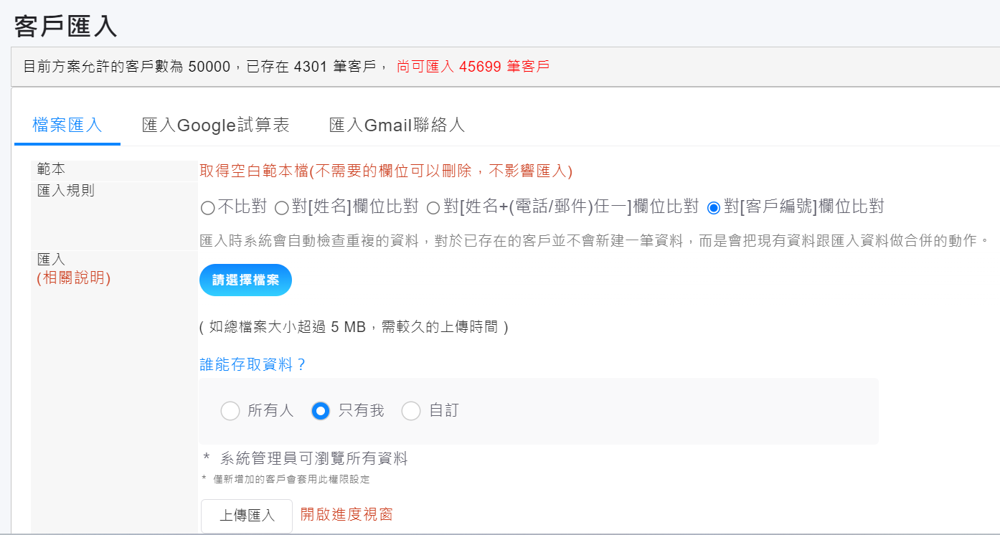 客戶匯入
目前方案允許的客戶數為 50000，已存在 4301 筆客戶， 尚可匯入 45699 筆客戶
檔案匯入 匯入Google試算表 匯入Gmail聯絡人
範本 取得空白範本檔(不需要的欄位可以刪除，不影響匯入)
匯入規則
不比對 對[姓名]欄位比對 對[姓名+(電話/郵件)任一]欄位比對 對[客戶編號]欄位比對
匯入時系統會自動檢查重複的資料，對於已存在的客戶並不會新建一筆資料，而是會把現有資料跟匯入資料做合併的動作。
匯入
(相關說明)
請選擇檔案
( 如總檔案大小超過 5 MB，需較久的上傳時間 )
誰能存取資料？
所有人 只有我 自訂
* 系統管理員可瀏覽所有資料
* 僅新增加的客戶會套用此權限設定
上傳匯入 開啟進度視窗